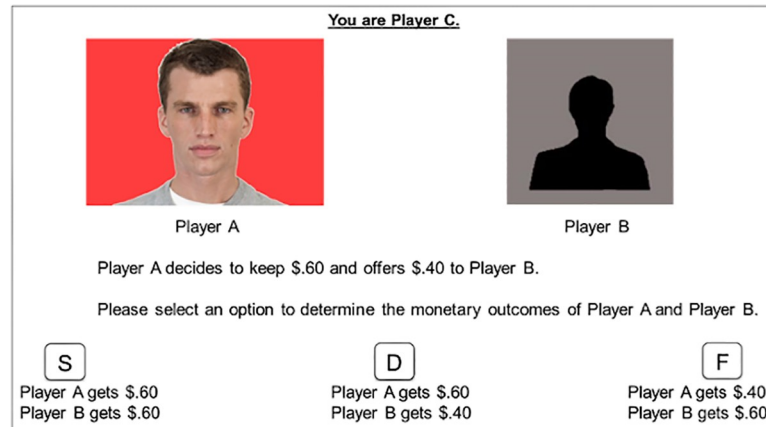 You are Player C.
Player A
Player B
Player A decides to keep $.60 and offers $.40 to Player B.
Please select an option to determine the monetary outcomes of Player A and Player B.
S
Player A gets $.60
Player B gets $.60
D
Player A gets $.60
Player B gets $.40
F
Player A gets $.40
Player B gets $.60